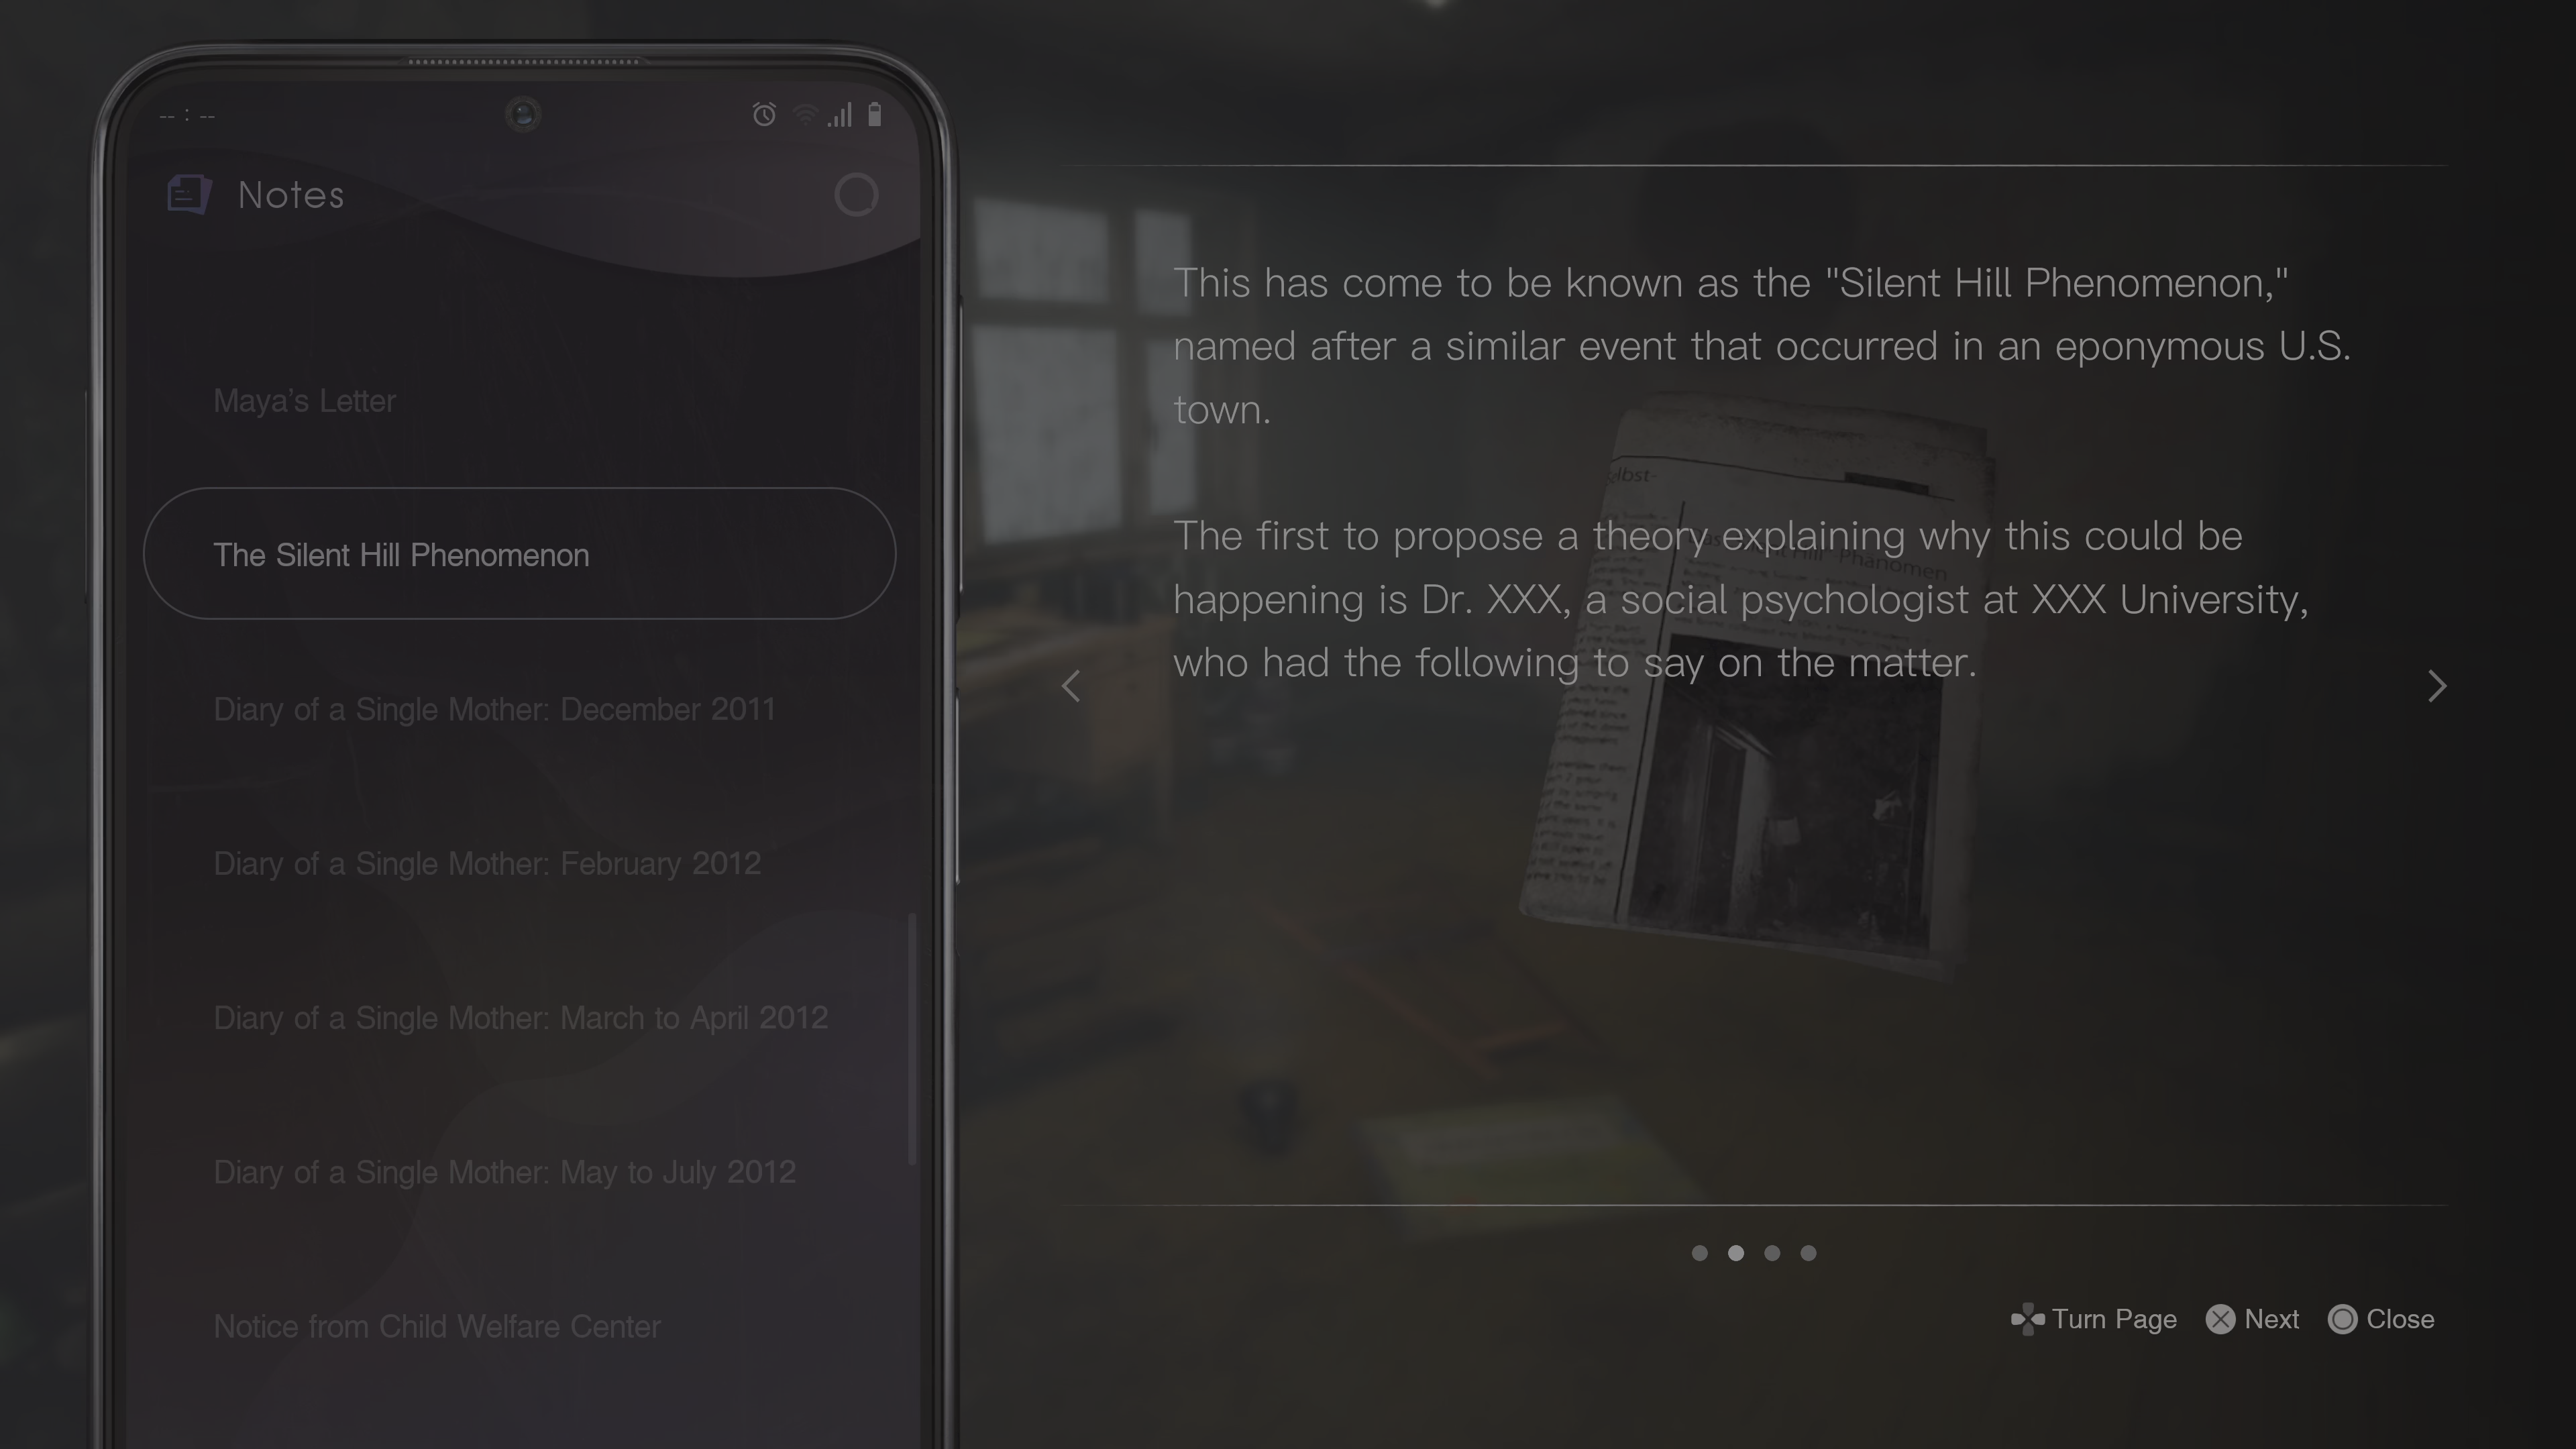 -- : --
Notes
Maya's Letter
The Silent Hill Phenomenon
Diary of a Single Mother: December 2011
Diary of a Single Mother: February 2012
Diary of a Single Mother: March to April 2012
Diary of a Single Mother: May to July 2012
Notice from Child Welfare Center
This has come to be known as the "Silent Hill Phenomenon,"
named after a similar event that occurred in an eponymous U.S.
town.
The first to propose a theory explaining why this could be
happening is Dr. XXX, a social psychologist at XXX University,
who had the following to say on the matter.
Turn Page Next Close